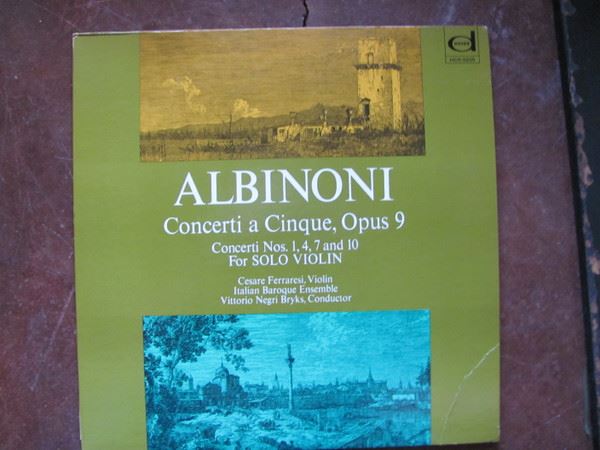 ALBINONI
Concerti a Cinque, Opus 9
Concerti Nos. 1, 4, 7 and 10
For SOLO VIOLIN
Cesare Ferraresi, Violin
Italian Baroque Ensemble
Vittorio Negri Bryks, Conductor